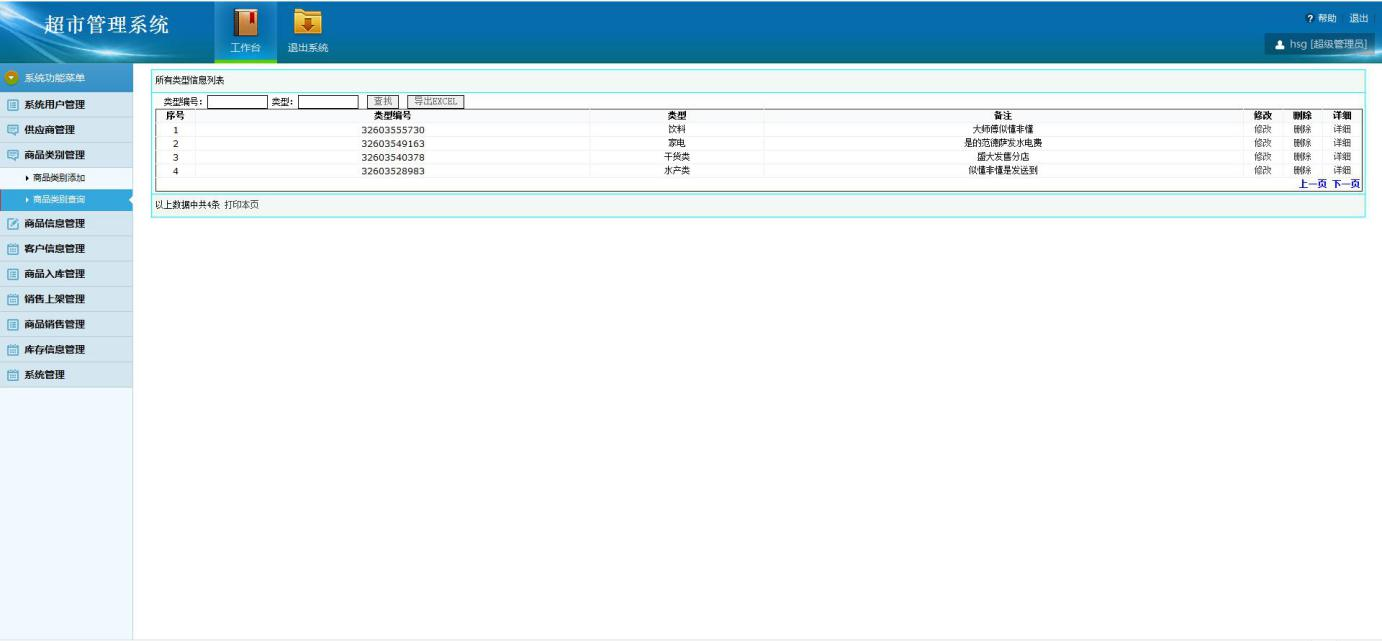 超市管理系统
工作台
退出系统
帮助 退出
hsg [超级管理员]
系统功能菜单
系统用户管理
供应商管理
商品类别管理
商品类别添加
商品类别查询
商品信息管理
客户信息管理
商品入库管理
销售上架管理
商品销售管理
库存信息管理
系统管理
所有类型信息列表
类型编号: 类型: 查找 导出EXCEL
序号 类型编号 类型 备注 修改 删除 详细
1 32603555730 饮料 大师傅似懂非懂 修改 删除 详细
2 32603549163 家电 是的范德萨发水电费 修改 删除 详细
3 32603540378 干货类 盛大发售分店 修改 删除 详细
4 32603528983 水产类 似懂非懂是发送到 修改 删除 详细
上一页 下一页
以上数据中共4条 打印本页